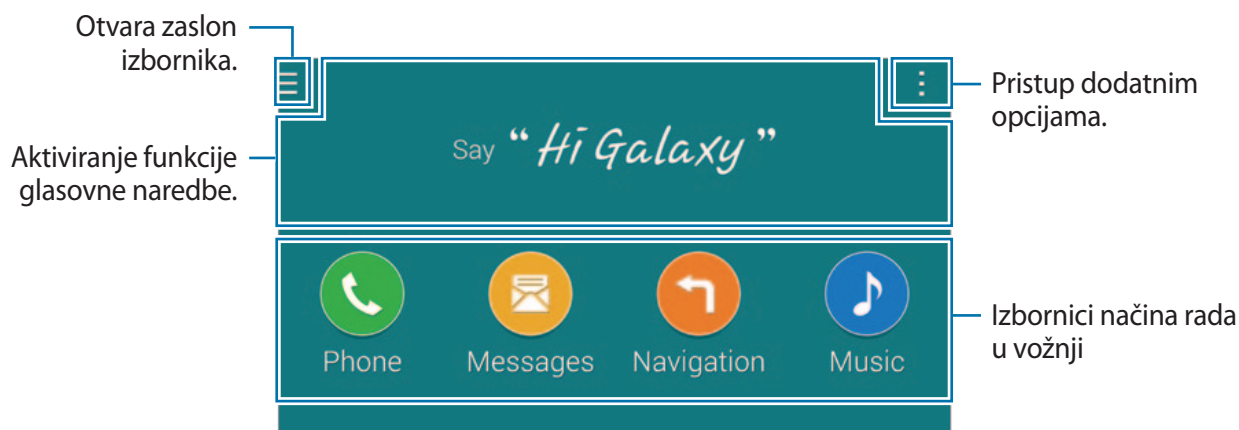 Otvara zaslon
izbornika.
Pristup dodatnim
opcijama.
Say “Hi Galaxy”
Aktiviranje funkcije
glasovne naredbe.
Phone
Messages
Navigation
Music
Izbornici načina rada
u vožnji